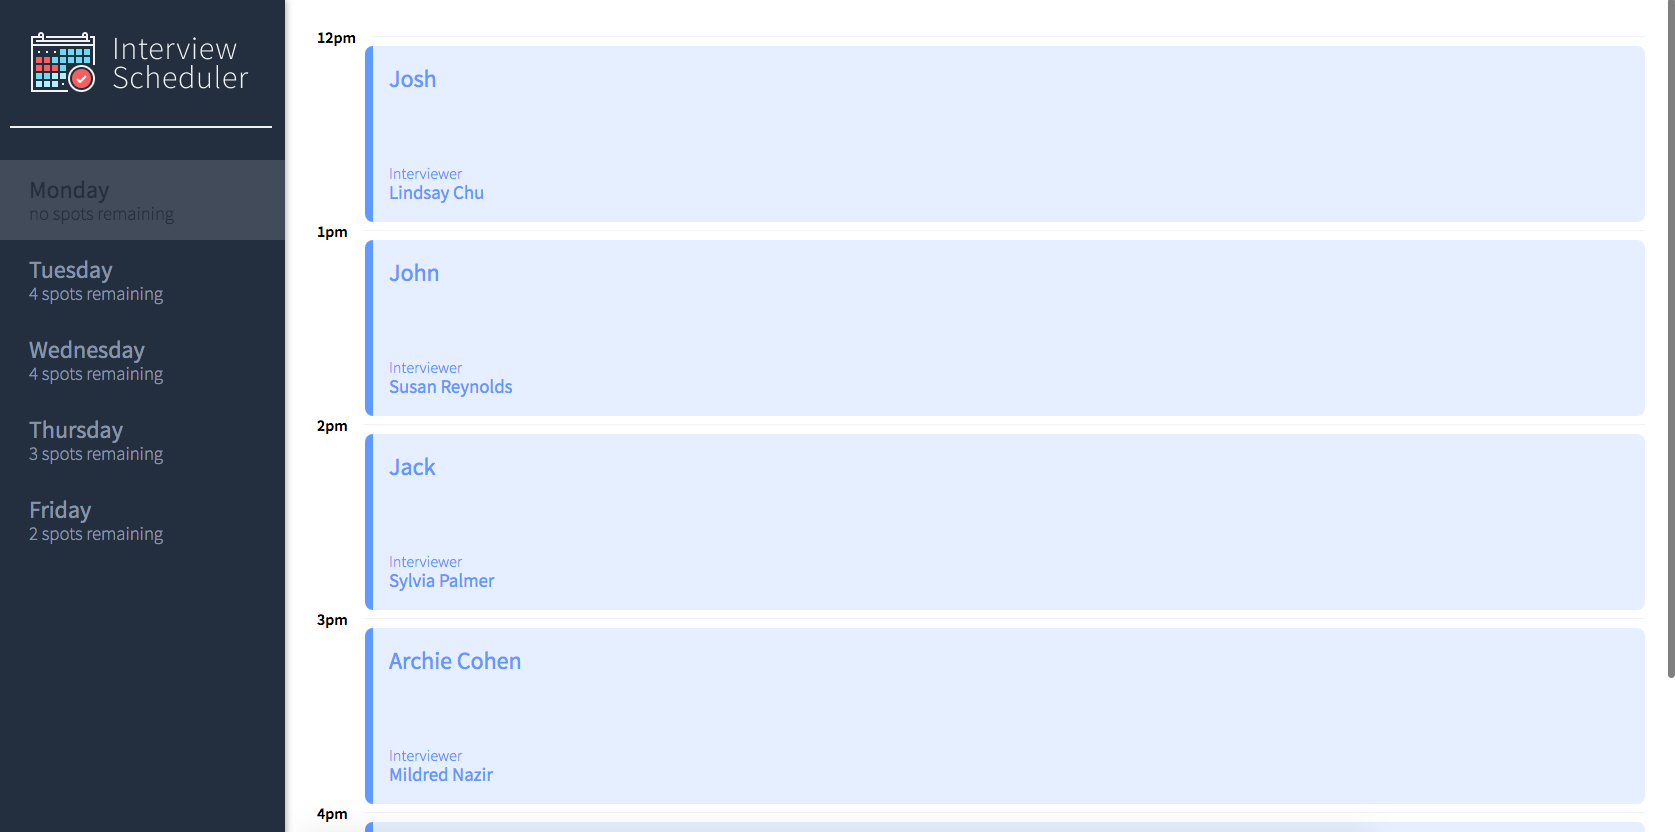 Interview
Scheduler
Monday
no spots remaining
Tuesday
4 spots remaining
Wednesday
4 spots remaining
Thursday
3 spots remaining
Friday
2 spots remaining
12pm
Josh
Interviewer
Lindsay Chu
1pm
John
Interviewer
Susan Reynolds
2pm
Jack
Interviewer
Sylvia Palmer
3pm
Archie Cohen
Interviewer
Mildred Nazir
4pm